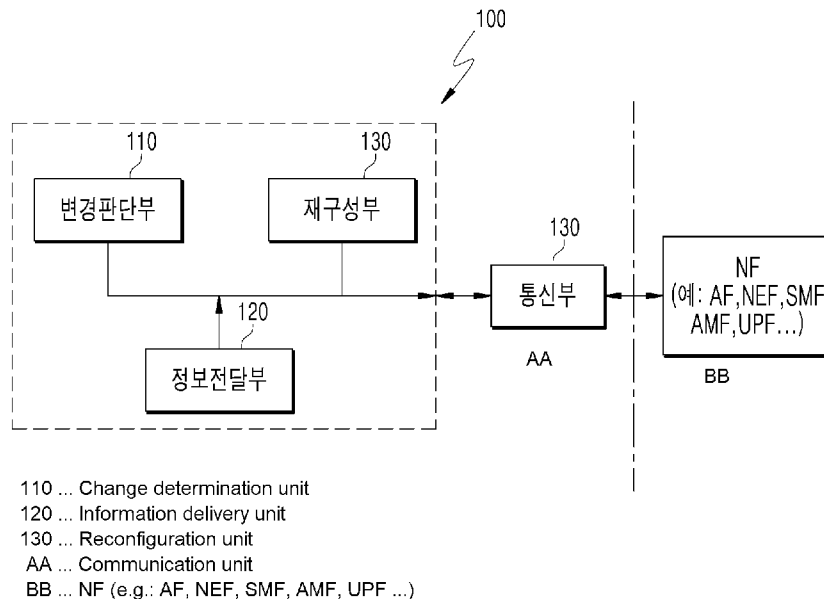 100
110
130
변경판단부
재구성부
130
통신부
AA
NF
(예: AF,NEF,SMF
AMF,UPF...)
BB
120
정보전달부
110 ... Change determination unit
120 ... Information delivery unit
130 ... Reconfiguration unit
AA ... Communication unit
BB ... NF (e.g.: AF, NEF, SMF, AMF, UPF ...)